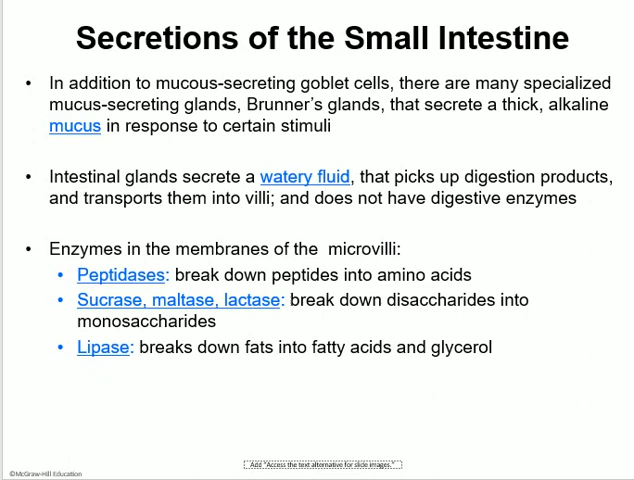 Secretions of the Small Intestine
• In addition to mucous-secreting goblet cells, there are many specialized
mucus-secreting glands, Brunner's glands, that secrete a thick, alkaline
mucus in response to certain stimuli
• Intestinal glands secrete a watery fluid, that picks up digestion products,
and transports them into villi; and does not have digestive enzymes
• Enzymes in the membranes of the  microvilli:
• Peptidases: break down peptides into amino acids
• Sucrase, maltase, lactase: break down disaccharides into
monosaccharides
• Lipase: breaks down fats into fatty acids and glycerol
Add "Access the text alternative for slide images."
©McGraw-Hill Education